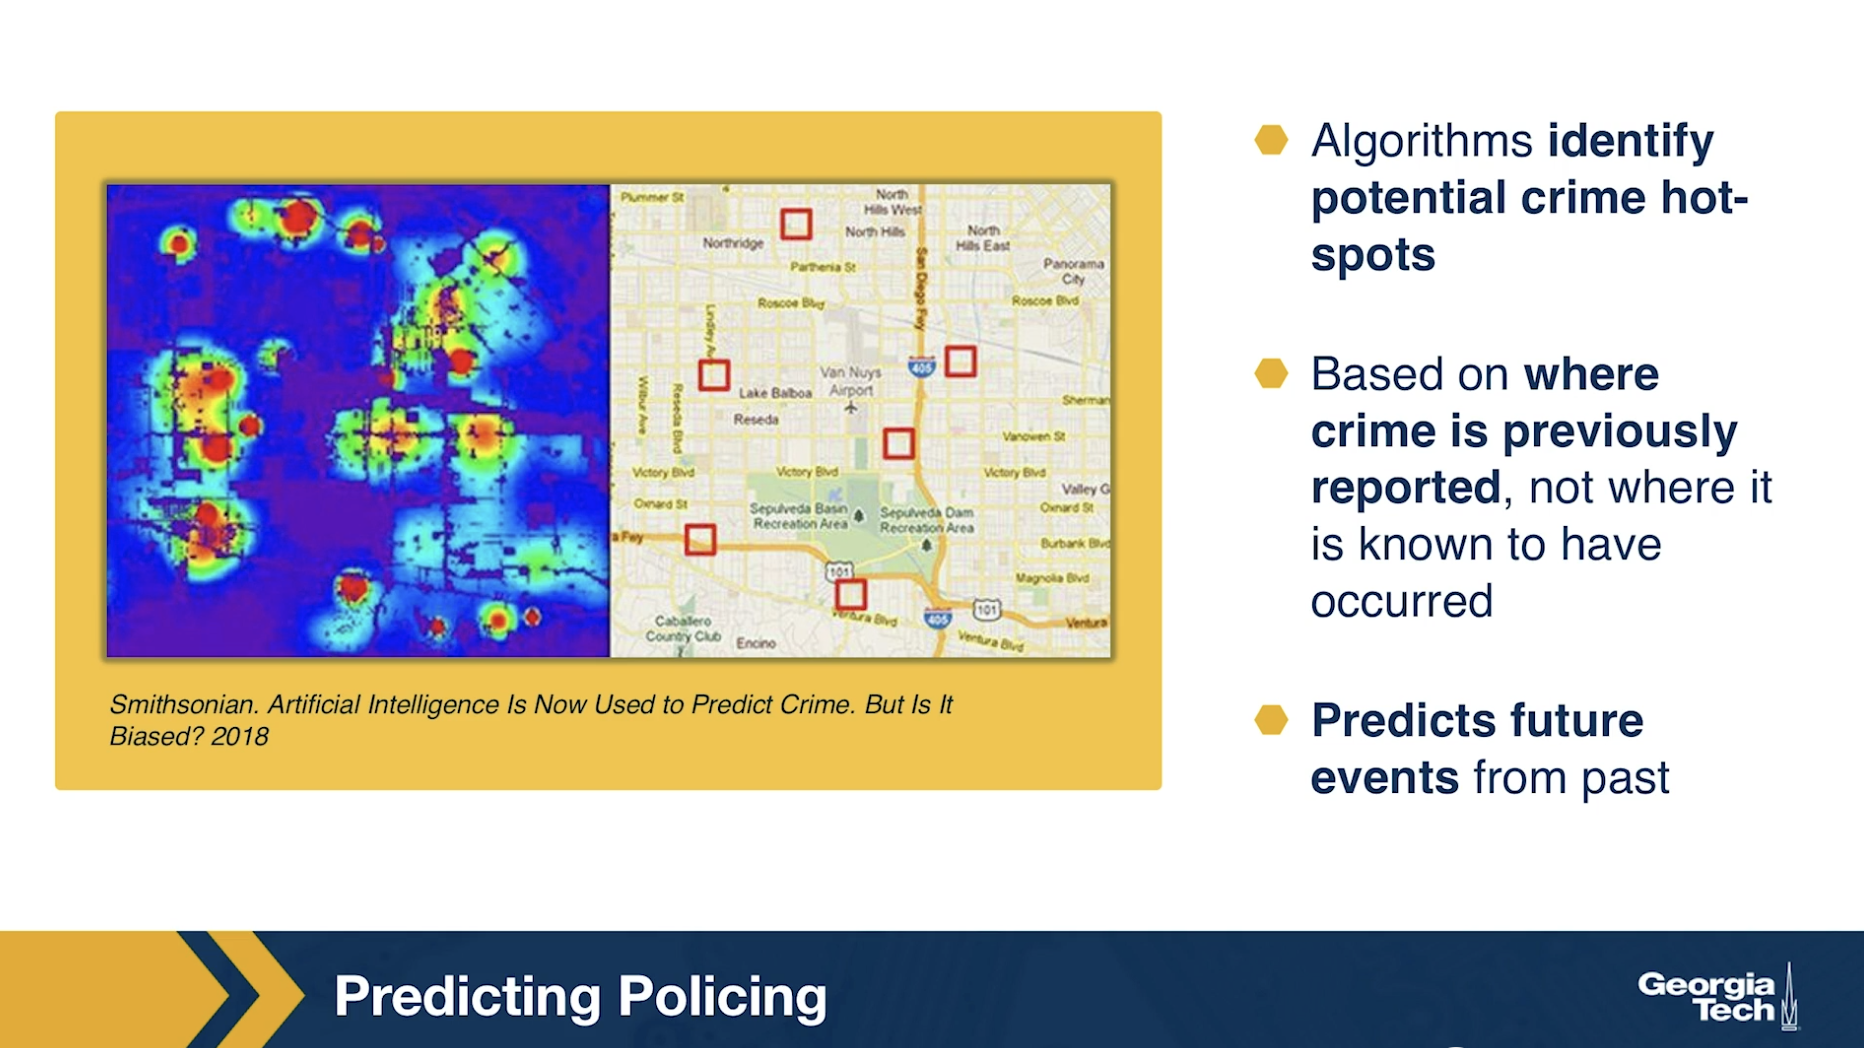 Plummer St
North
Hills West
Northridge
North Hills
North
Hills East
Parthenia St
Panorama
City
Roscoe Blvd
Roscoe Blvd
San Diego Fwy
Lindley Av
405
Van Nuys
Airport
Lake Balboa
Wilbur Ave
Reseda Blvd
Reseda
Sherman
Vanowen St
Victory Blvd
Victory Blvd
Victory Blvd
Valley G
Oxnard St
Sepulveda Basin
Recreation Area
Sepulveda Dam
Recreation Area
Oxnard St
a Fwy
Burbank Blvd
101
Magnolia Blvd
101
Ventura Blvd
405
Caballero
Country Club
Encino
Ventura Blvd
Ventura
Smithsonian. Artificial Intelligence Is Now Used to Predict Crime. But Is It
Biased? 2018
Algorithms identify
potential crime hot-
spots
Based on where
crime is previously
reported, not where it
is known to have
occurred
Predicts future
events from past
Predicting Policing
Georgia
Tech